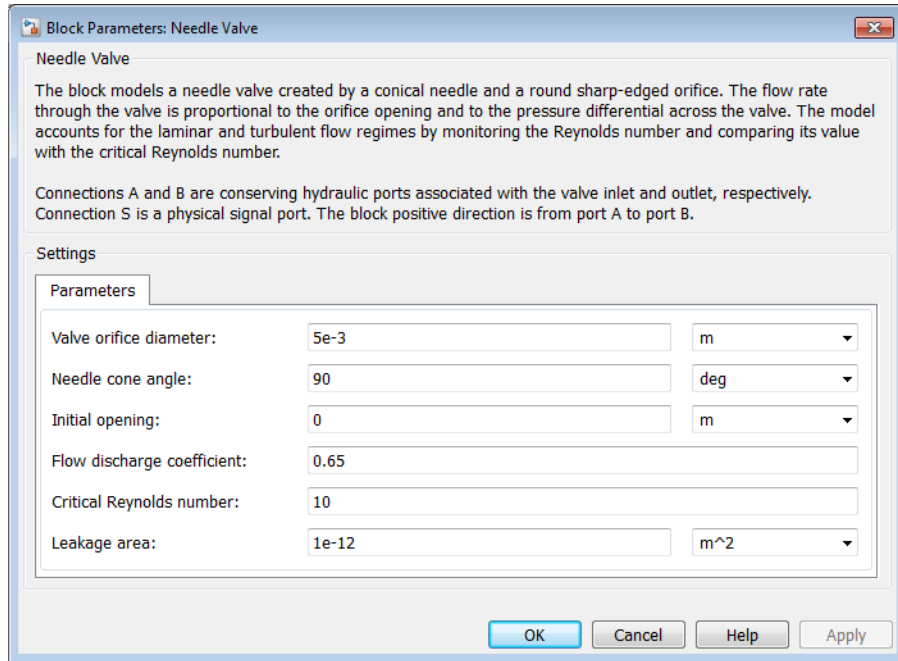 Block Parameters: Needle Valve
Needle Valve
The block models a needle valve created by a conical needle and a round sharp-edged orifice. The flow rate
through the valve is proportional to the orifice opening and to the pressure differential across the valve. The model
accounts for the laminar and turbulent flow regimes by monitoring the Reynolds number and comparing its value
with the critical Reynolds number.
Connections A and B are conserving hydraulic ports associated with the valve inlet and outlet, respectively.
Connection S is a physical signal port. The block positive direction is from port A to port B.
Settings
Parameters
Valve orifice diameter: 5e-3 m
Needle cone angle: 90 deg
Initial opening: 0 m
Flow discharge coefficient: 0.65
Critical Reynolds number: 10
Leakage area: 1e-12 m^2
OK Cancel Help Apply